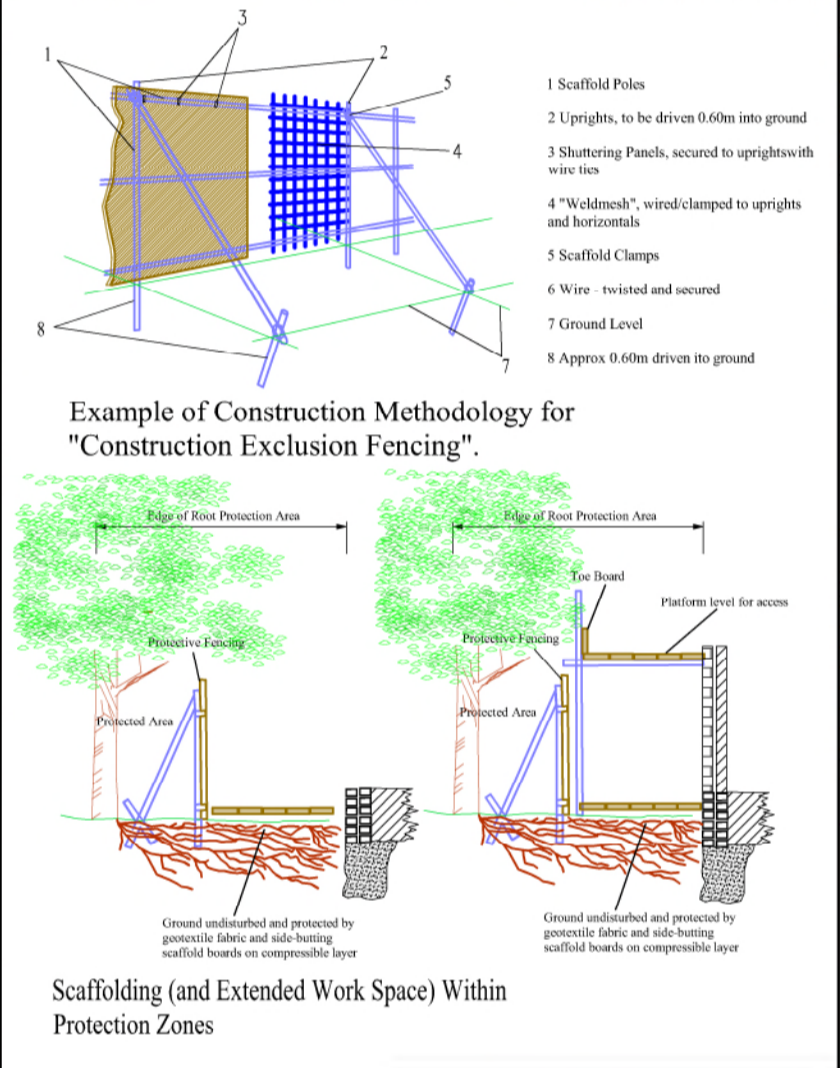 3
1
2
5
4
8
7
1 Scaffold Poles
2 Uprights, to be driven 0.60m into ground
3 Shuttering Panels, secured to uprightswith
wire ties
4 "Weldmesh", wired/clamped to uprights
and horizontals
5 Scaffold Clamps
6 Wire - twisted and secured
7 Ground Level
8 Approx 0.60m driven ito ground
Example of Construction Methodology for
"Construction Exclusion Fencing".
Edge of Root Protection Area
Protective Fencing
Protected Area
Ground undisturbed and protected by
geotextile fabric and side-butting
scaffold boards on compressible layer
Edge of Root Protection Area
Toe Board
Platform level for access
Protective Fencing
Protected Area
Ground undisturbed and protected by
geotextile fabric and side-butting
scaffold boards on compressible layer
Scaffolding (and Extended Work Space) Within
Protection Zones